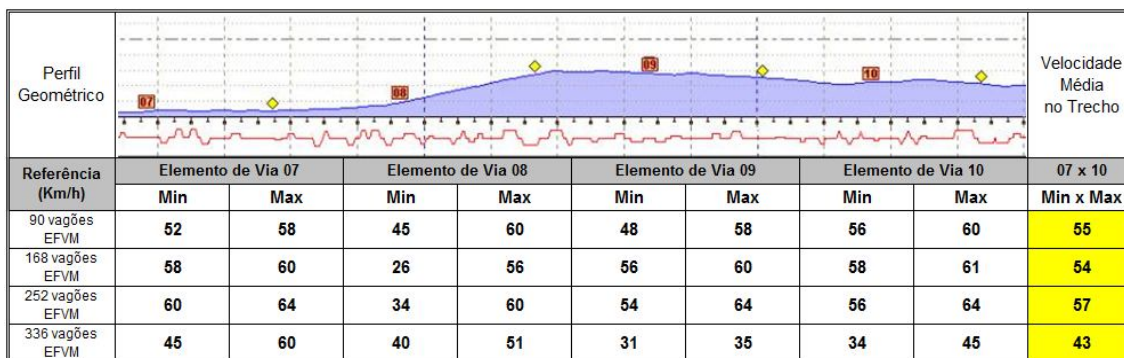 Perfil
Geométrico
07
08
09
10
Velocidade
Média
no Trecho
Referência
(Km/h)
Elemento de Via 07
Elemento de Via 08
Elemento de Via 09
Elemento de Via 10
07 x 10
Min Max Min Max Min Max Min Max Min x Max
90 vagões
EFVM
52 58 45 60 48 58 56 60 55
168 vagões
EFVM
58 60 26 56 56 60 58 61 54
252 vagões
EFVM
60 64 34 60 54 64 56 64 57
336 vagões
EFVM
45 60 40 51 31 35 34 45 43